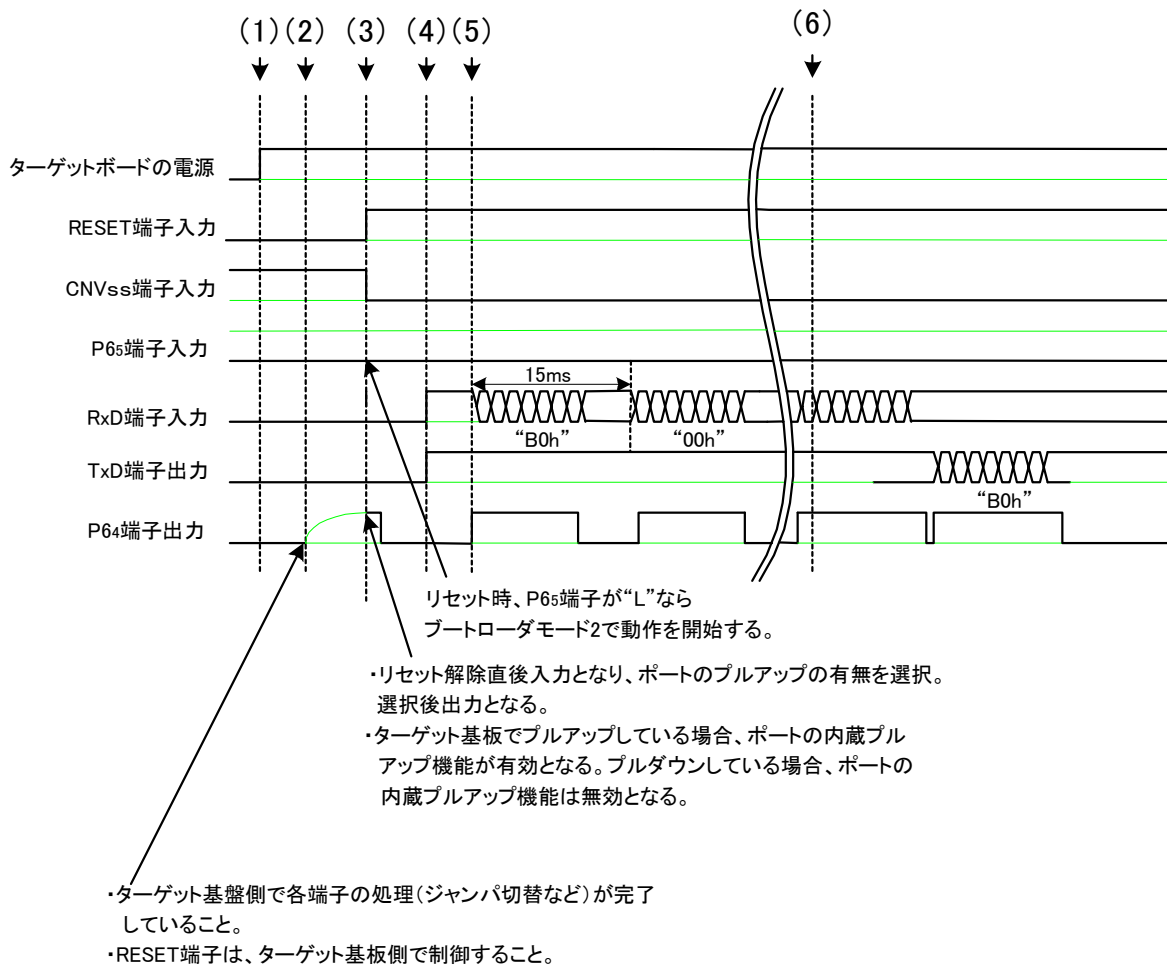 (1)(2) (3) (4)(5) (6)
ターゲットボードの電源
RESET端子入力
CNVss端子入力
P65端子入力
15ms
RxD端子入力
“B0h” “00h”
TxD端子出力
“B0h”
P64端子出力
リセット時、P65端子が“L”なら
ブートローダモード2で動作を開始する。
・リセット解除直後入力となり、ポートのプルアップの有無を選択。
選択後出力となる。
・ターゲット基板でプルアップしている場合、ポートの内蔵プル
アップ機能が有効となる。プルダウンしている場合、ポートの
内蔵プルアップ機能は無効となる。
・ターゲット基盤側で各端子の処理(ジャンパ切替など)が完了
していること。
・RESET端子は、ターゲット基板側で制御すること。